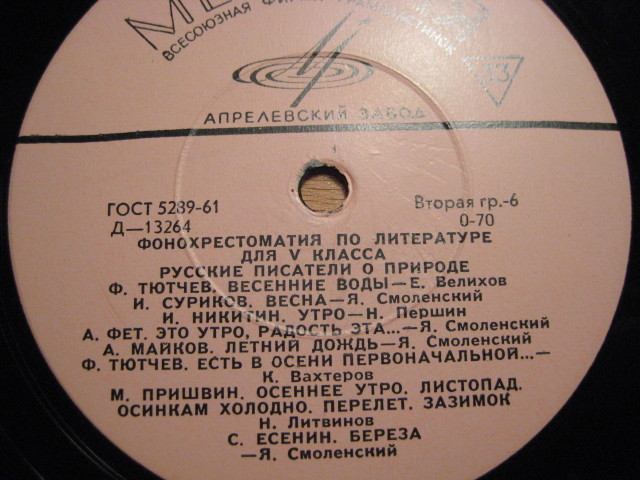 ВСЕСОЮЗНАЯ ФИРМА ГРАМПЛАСТИНОК
33
АПРЕЛЕВСКИЙ ЗАВОД
ГОСТ 5289-61
Вторая гр.-6
Д—13264
0-70
ФОНОХРЕСТОМАТИЯ ПО ЛИТЕРАТУРЕ
ДЛЯ V КЛАССА
РУССКИЕ ПИСАТЕЛИ О ПРИРОДЕ
Ф. ТЮТЧЕВ. ВЕСЕННИЕ ВОДЫ—Е. Велихов
И. СУРИКОВ. ВЕСНА—Я. Смоленский
И. НИКИТИН. УТРО—Н. Першин
А. ФЕТ. ЭТО УТРО, РАДОСТЬ ЭТА...—Я. Смоленский
А. МАЙКОВ. ЛЕТНИЙ ДОЖДЬ—Я. Смоленский
Ф. ТЮТЧЕВ. ЕСТЬ В ОСЕНИ ПЕРВОНАЧАЛЬНОЙ...—
К. Вахтеров
М. ПРИШВИН. ОСЕННЕЕ УТРО. ЛИСТОПАД.
ОСИНКАМ ХОЛОДНО. ПЕРЕЛЕТ. ЗАЗИМОК
Н. Литвинов
С. ЕСЕНИН. БЕРЕЗА
—Я. Смоленский